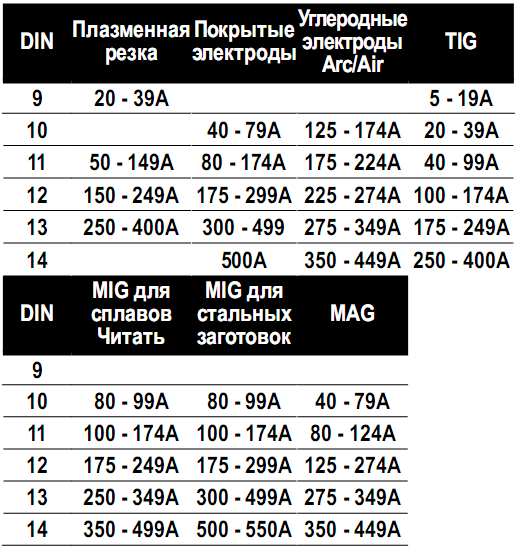 DIN Плазменная резка Покрытые электроды Углеродные электроды Arc/Air TIG
9 20 - 39A 5 - 19A
10 40 - 79A 125 - 174A 20 - 39A
11 50 - 149A 80 - 174A 175 - 224A 40 - 99A
12 150 - 249A 175 - 299A 225 - 274A 100 - 174A
13 250 - 400A 300 - 499 275 - 349A 175 - 249A
14 500A 350 - 449A 250 - 400A
DIN MIG для сплавов Читать MIG для стальных заготовок MAG
9
10 80 - 99A 80 - 99A 40 - 79A
11 100 - 174A 100 - 174A 80 - 124A
12 175 - 249A 175 - 299A 125 - 274A
13 250 - 349A 300 - 499A 275 - 349A
14 350 - 499A 500 - 550A 350 - 449A